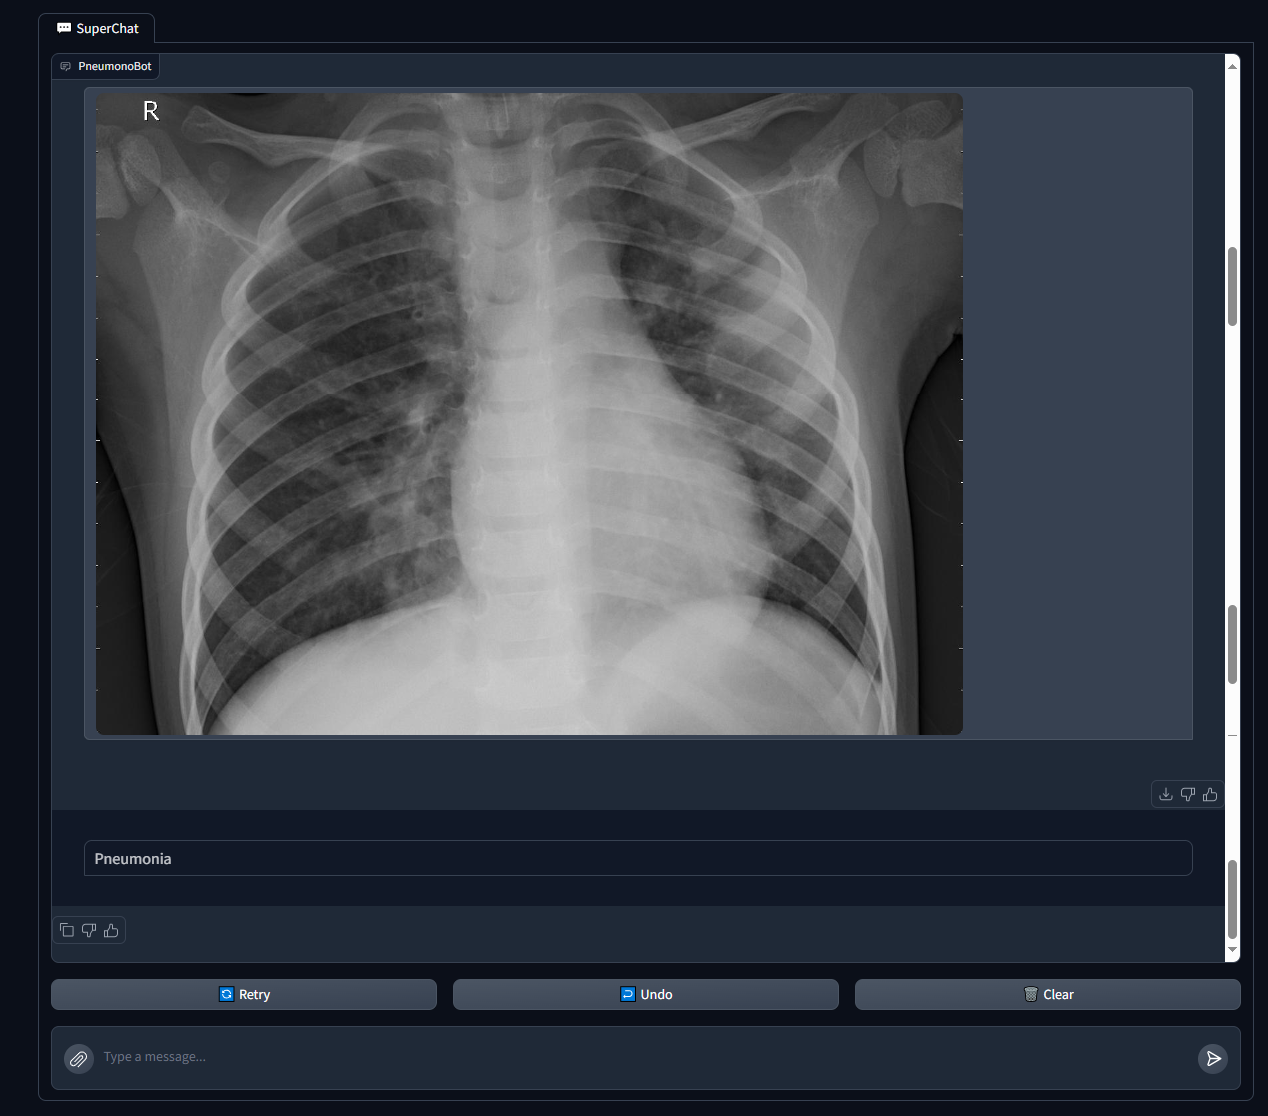 SuperChat
PneumonoBot
R
Pneumonia
Retry
Undo
Clear
Type a message...